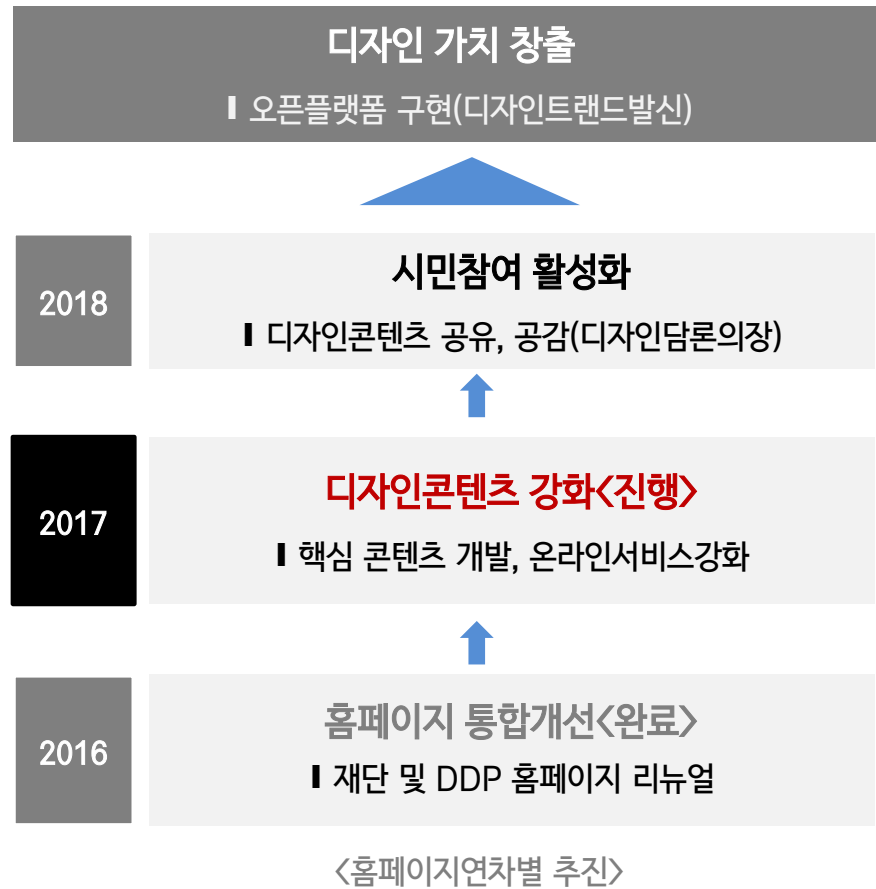 디자인 가치 창출
▌오픈플랫폼 구현(디자인트랜드발신)
2018
시민참여 활성화
▌디자인콘텐츠 공유, 공감(디자인담론의장)
2017
디자인콘텐츠 강화<진행>
▌핵심 콘텐츠 개발, 온라인서비스강화
2016
홈페이지 통합개선<완료>
▌재단 및 DDP 홈페이지 리뉴얼
<홈페이지연차별 추진>